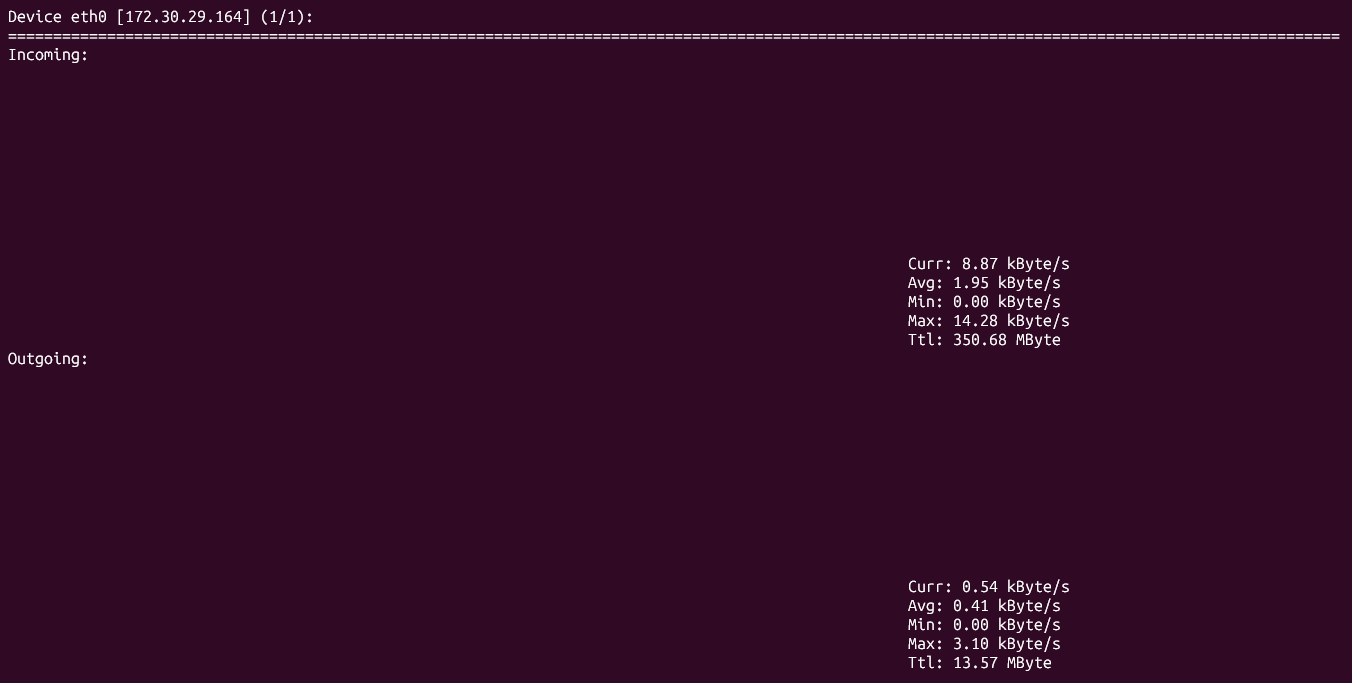 Device eth0 [172.30.29.164] (1/1):
====================================================================================================================================================
Incoming:
Curr: 8.87 kByte/s
Avg: 1.95 kByte/s
Min: 0.00 kByte/s
Max: 14.28 kByte/s
Ttl: 350.68 MByte
Outgoing:
Curr: 0.54 kByte/s
Avg: 0.41 kByte/s
Min: 0.00 kByte/s
Max: 3.10 kByte/s
Ttl: 13.57 MByte